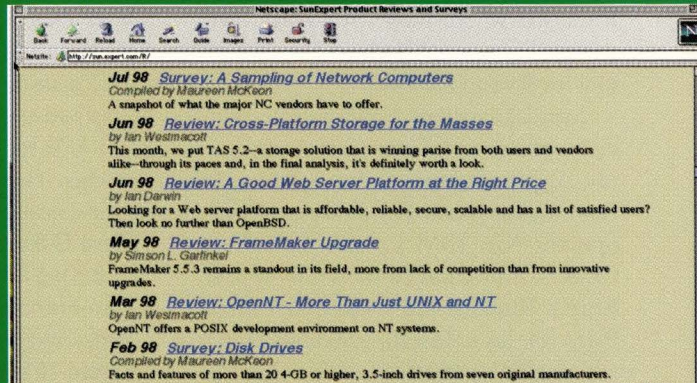 Netscape: SunExpert Product Reviews and Surveys
Back Forward Reload Home Search Guide Images Print Security Stop
N
Netsite: http://sun.expert.com/R/
Jul 98 Survey: A Sampling of Network Computers
Compiled by Maureen McKeon
A snapshot of what the major NC vendors have to offer.
Jun 98 Review: Cross-Platform Storage for the Masses
by Ian Westmacott
This month, we put TAS 5.2--a storage solution that is winning parise from both users and vendors
alike--through its paces and, in the final analysis, it's definitely worth a look.
Jun 98 Review: A Good Web Server Platform at the Right Price
by Ian Darwin
Looking for a Web server platform that is affordable, reliable, secure, scalable and has a list of satisfied users?
Then look no further than OpenBSD.
May 98 Review: FrameMaker Upgrade
by Simson L. Garfinkel
FrameMaker 5.5.3 remains a standout in its field, more from lack of competition than from innovative
upgrades.
Mar 98 Review: OpenNT - More Than Just UNIX and NT
by Ian Westmacott
OpenNT offers a POSIX development environment on NT systems.
Feb 98 Survey: Disk Drives
Compiled by Maureen McKeon
Facts and features of more than 20 4-GB or higher, 3.5-inch drives from seven original manufacturers.